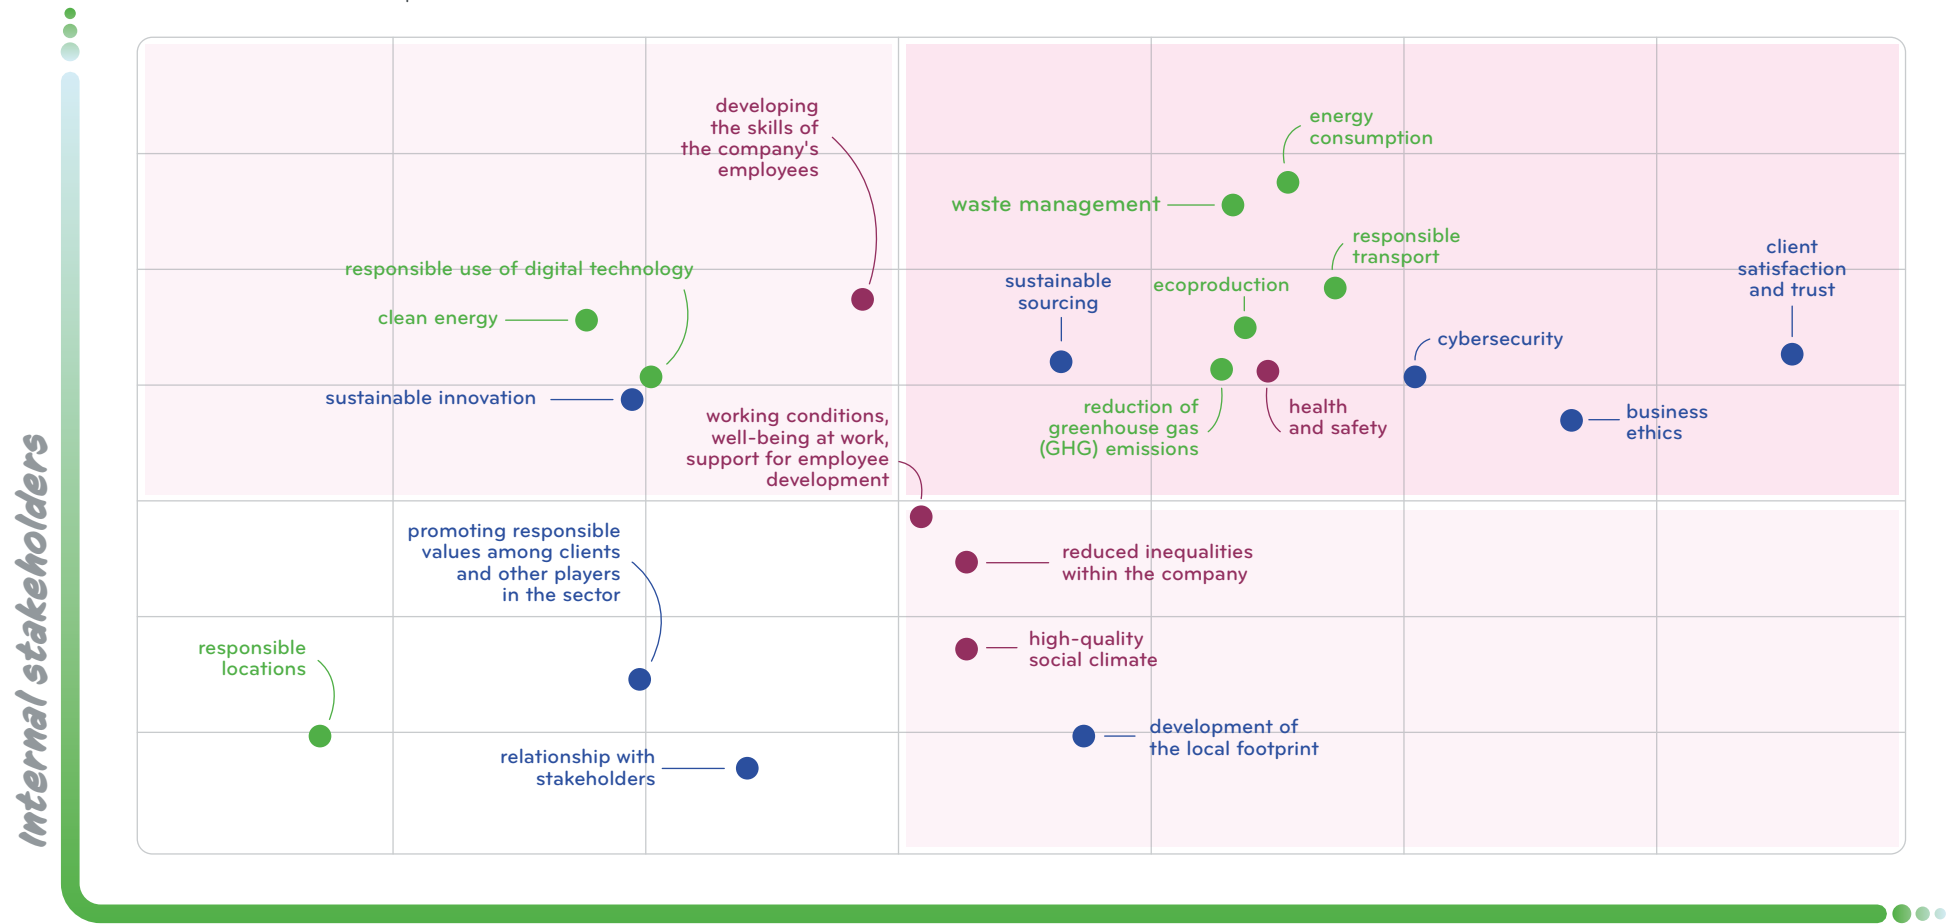 developing
the skills of
the company's
employees
energy
consumption
waste management
responsible
transport
client
satisfaction
and trust
responsible use of digital technology
sustainable
sourcing
ecoproduction
clean energy
cybersecurity
sustainable innovation
working conditions,
well-being at work,
support for employee
development
reduction of
greenhouse gas
(GHG) emissions
health
and safety
business
ethics
Internal stakeholders
promoting responsible
values among clients
and other players
in the sector
reduced inequalities
within the company
responsible
locations
high-quality
social climate
relationship with
stakeholders
development of
the local footprint